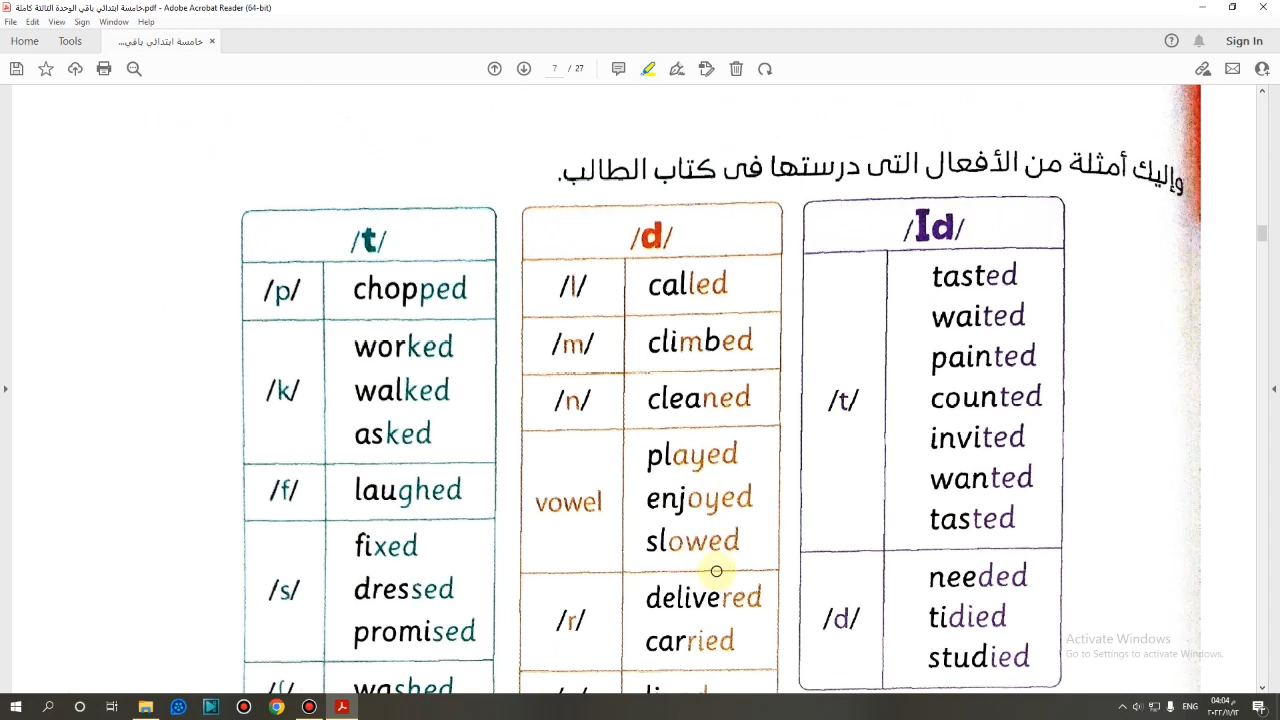 خامسة ابتدائي باقي الوحدة الثالثة كاملة.pdf - Adobe Acrobat Reader (64-bit)
File Edit View Sign Window Help
Home Tools خامسة ابتدائي باقي... × Sign In
7 / 27
وإليك أمثلة من الأفعال التى درستها فى كتاب الطالب.
/t/
/p/ chopped
/k/ worked
walked
asked
/f/ laughed
/s/ fixed
dressed
promised
washed
/d/
/l/ called
/m/ climbed
/n/ cleaned
vowel played
enjoyed
slowed
/r/ delivered
carried
/Id/
/t/ tasted
waited
painted
counted
invited
wanted
tasted
/d/ needed
tidied
studied
Activate Windows
Go to Settings to activate Windows.
ENG
04:04 م